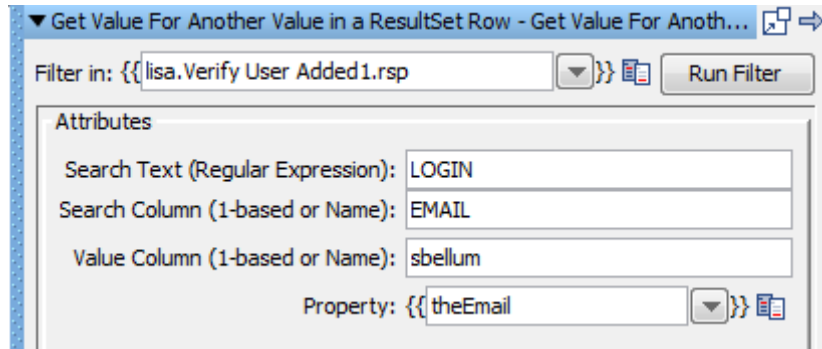 Get Value For Another Value in a ResultSet Row - Get Value For Anoth...
Filter in: {{lisa.Verify User Added1.rsp}} Run Filter
Attributes
Search Text (Regular Expression): LOGIN
Search Column (1-based or Name): EMAIL
Value Column (1-based or Name): sbellum
Property: {{theEmail}}